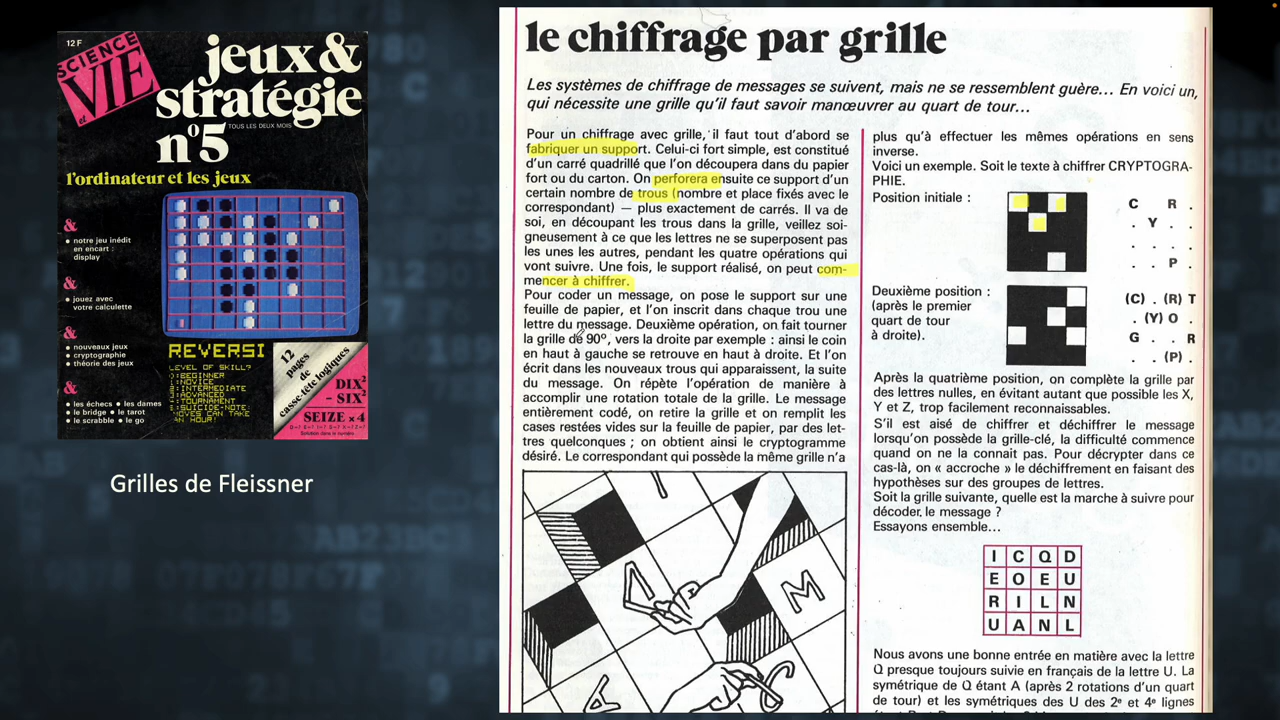 12 F
SCIENCE
et
VIE
jeux &
stratégie
n°5
TOUS LES DEUX MOIS
l'ordinateur et les jeux
&
• notre jeu inédit
en encart :
display
&
• jouez avec
votre calculette
&
• nouveaux jeux
• cryptographie
• théorie des jeux
&
• les échecs • les dames
• le bridge • le tarot
• le scrabble • le go
REVERSI
LEVEL OF SKILL?
:BEGINNER
:NOVICE
:INTERMEDIATE
:ADVANCED
:TOURNAMENT
:SUICIDE-NOTE:
MOVES CAN TAKE
AN HOUR!
12
pages
de
casse-tête logiques
DIX²
- SIX²
SEIZE x 4
Solution dans le numéro
Grilles de Fleissner
le chiffrage par grille
Les systèmes de chiffrage de messages se suivent, mais ne se ressemblent guère... En voici un,
qui nécessite une grille qu'il faut savoir manœuvrer au quart de tour...
Pour un chiffrage avec grille, il faut tout d'abord se
fabriquer un support. Celui-ci fort simple, est constitué
d'un carré quadrillé que l'on découpera dans du papier
fort ou du carton. On perforera ensuite ce support d'un
certain nombre de trous (nombre et place fixés avec le
correspondant) — plus exactement de carrés. Il va de
soi, en découpant les trous dans la grille, veillez soi-
gneusement à ce que les lettres ne se superposent pas
les unes les autres, pendant les quatre opérations qui
vont suivre. Une fois, le support réalisé, on peut com-
mencer à chiffrer.
Pour coder un message, on pose le support sur une
feuille de papier, et l'on inscrit dans chaque trou une
lettre du message. Deuxième opération, on fait tourner
la grille de 90°, vers la droite par exemple : ainsi le coin
en haut à gauche se retrouve en haut à droite. Et l'on
écrit dans les nouveaux trous qui apparaissent, la suite
du message. On répète l'opération de manière à
accomplir une rotation totale de la grille. Le message
entièrement codé, on retire la grille et on remplit les
cases restées vides sur la feuille de papier, par des let-
tres quelconques ; on obtient ainsi le cryptogramme
désiré. Le correspondant qui possède la même grille n'a
M
plus qu'à effectuer les mêmes opérations en sens
inverse.
Voici un exemple. Soit le texte à chiffrer CRYPTOGRA-
PHIE.
Position initiale :
C R .
. Y . .
. . . .
. . P .
Deuxième position :
(après le premier
quart de tour
à droite).
(C) . (R) T
. (Y) O .
G . . R
. . (P) .
Après la quatrième position, on complète la grille par
des lettres nulles, en évitant autant que possible les X,
Y et Z, trop facilement reconnaissables.
S'il est aisé de chiffrer et déchiffrer le message
lorsqu'on possède la grille-clé, la difficulté commence
quand on ne la connait pas. Pour décrypter dans ce
cas-là, on « accroche » le déchiffrement en faisant des
hypothèses sur des groupes de lettres.
Soit la grille suivante, quelle est la marche à suivre pour
décoder le message ?
Essayons ensemble...
I C Q D
E O E U
R I L N
U A N L
Nous avons une bonne entrée en matière avec la lettre
Q presque toujours suivie en français de la lettre U. La
symétrique de Q étant A (après 2 rotations d'un quart
de tour) et les symétriques des U des 2e et 4e lignes